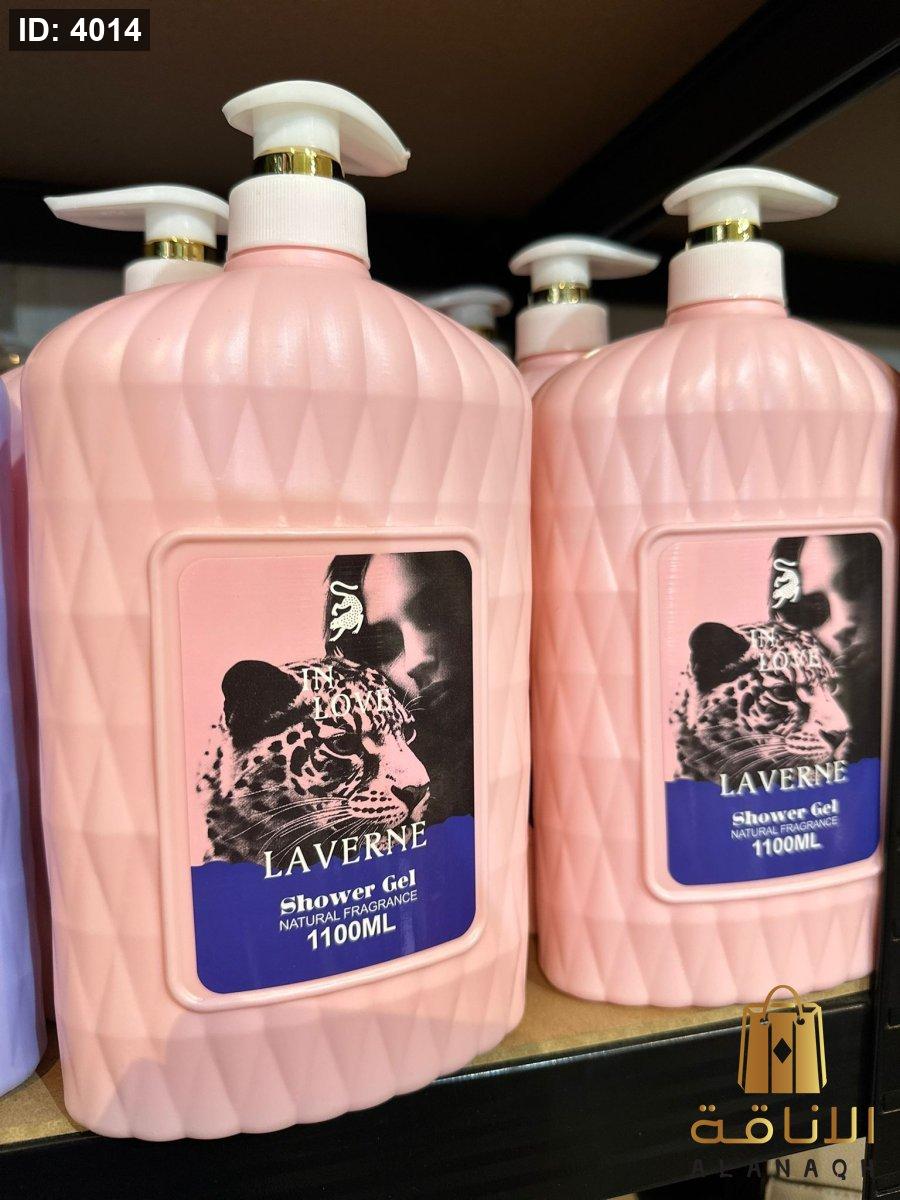 ID: 4014
IN
LOVE
LAVERNE
Shower Gel
NATURAL FRAGRANCE
1100ML
IN
LOVE
LAVERNE
Shower Gel
NATURAL FRAGRANCE
1100ML
الاناقة
ALANAQH